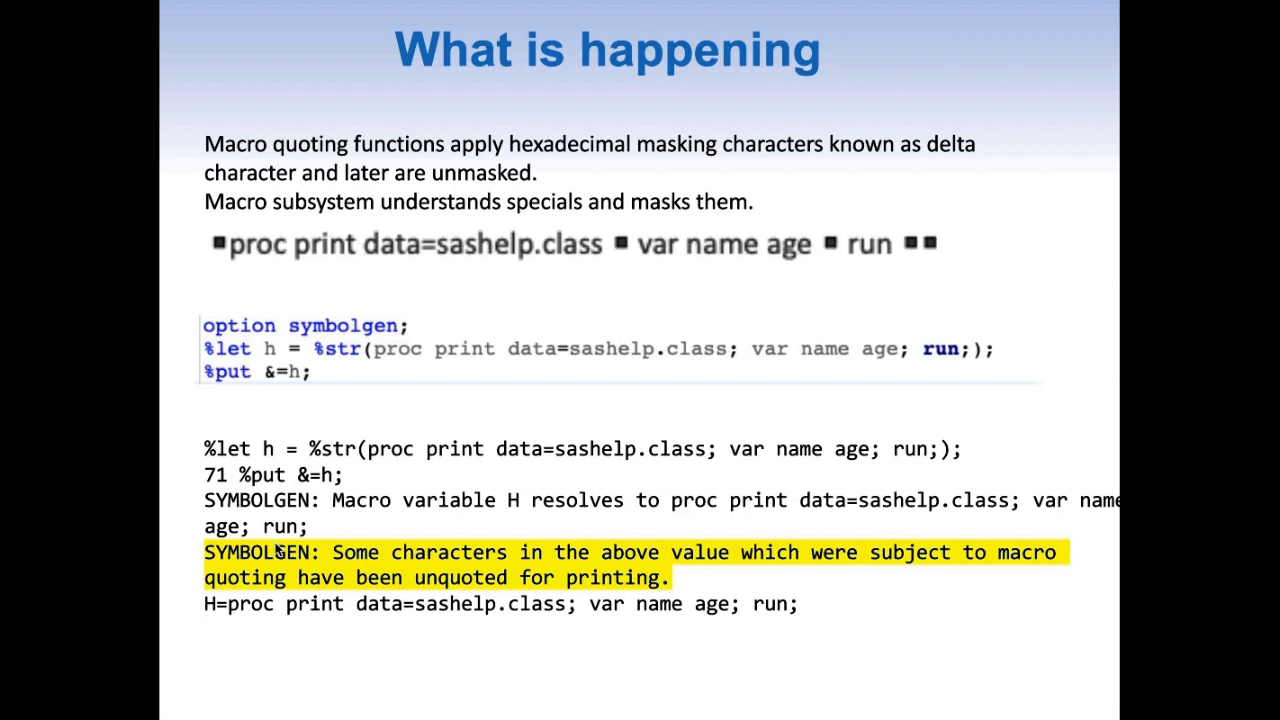 What is happening
Macro quoting functions apply hexadecimal masking characters known as delta
character and later are unmasked.
Macro subsystem understands specials and masks them.
▪proc print data=sashelp.class ▪ var name age ▪ run ▪▪
option symbolgen;
%let h = %str(proc print data=sashelp.class; var name age; run;);
%put &=h;
%let h = %str(proc print data=sashelp.class; var name age; run;);
71 %put &=h;
SYMBOLGEN: Macro variable H resolves to proc print data=sashelp.class; var name
age; run;
SYMBOLGEN: Some characters in the above value which were subject to macro
quoting have been unquoted for printing.
H=proc print data=sashelp.class; var name age; run;